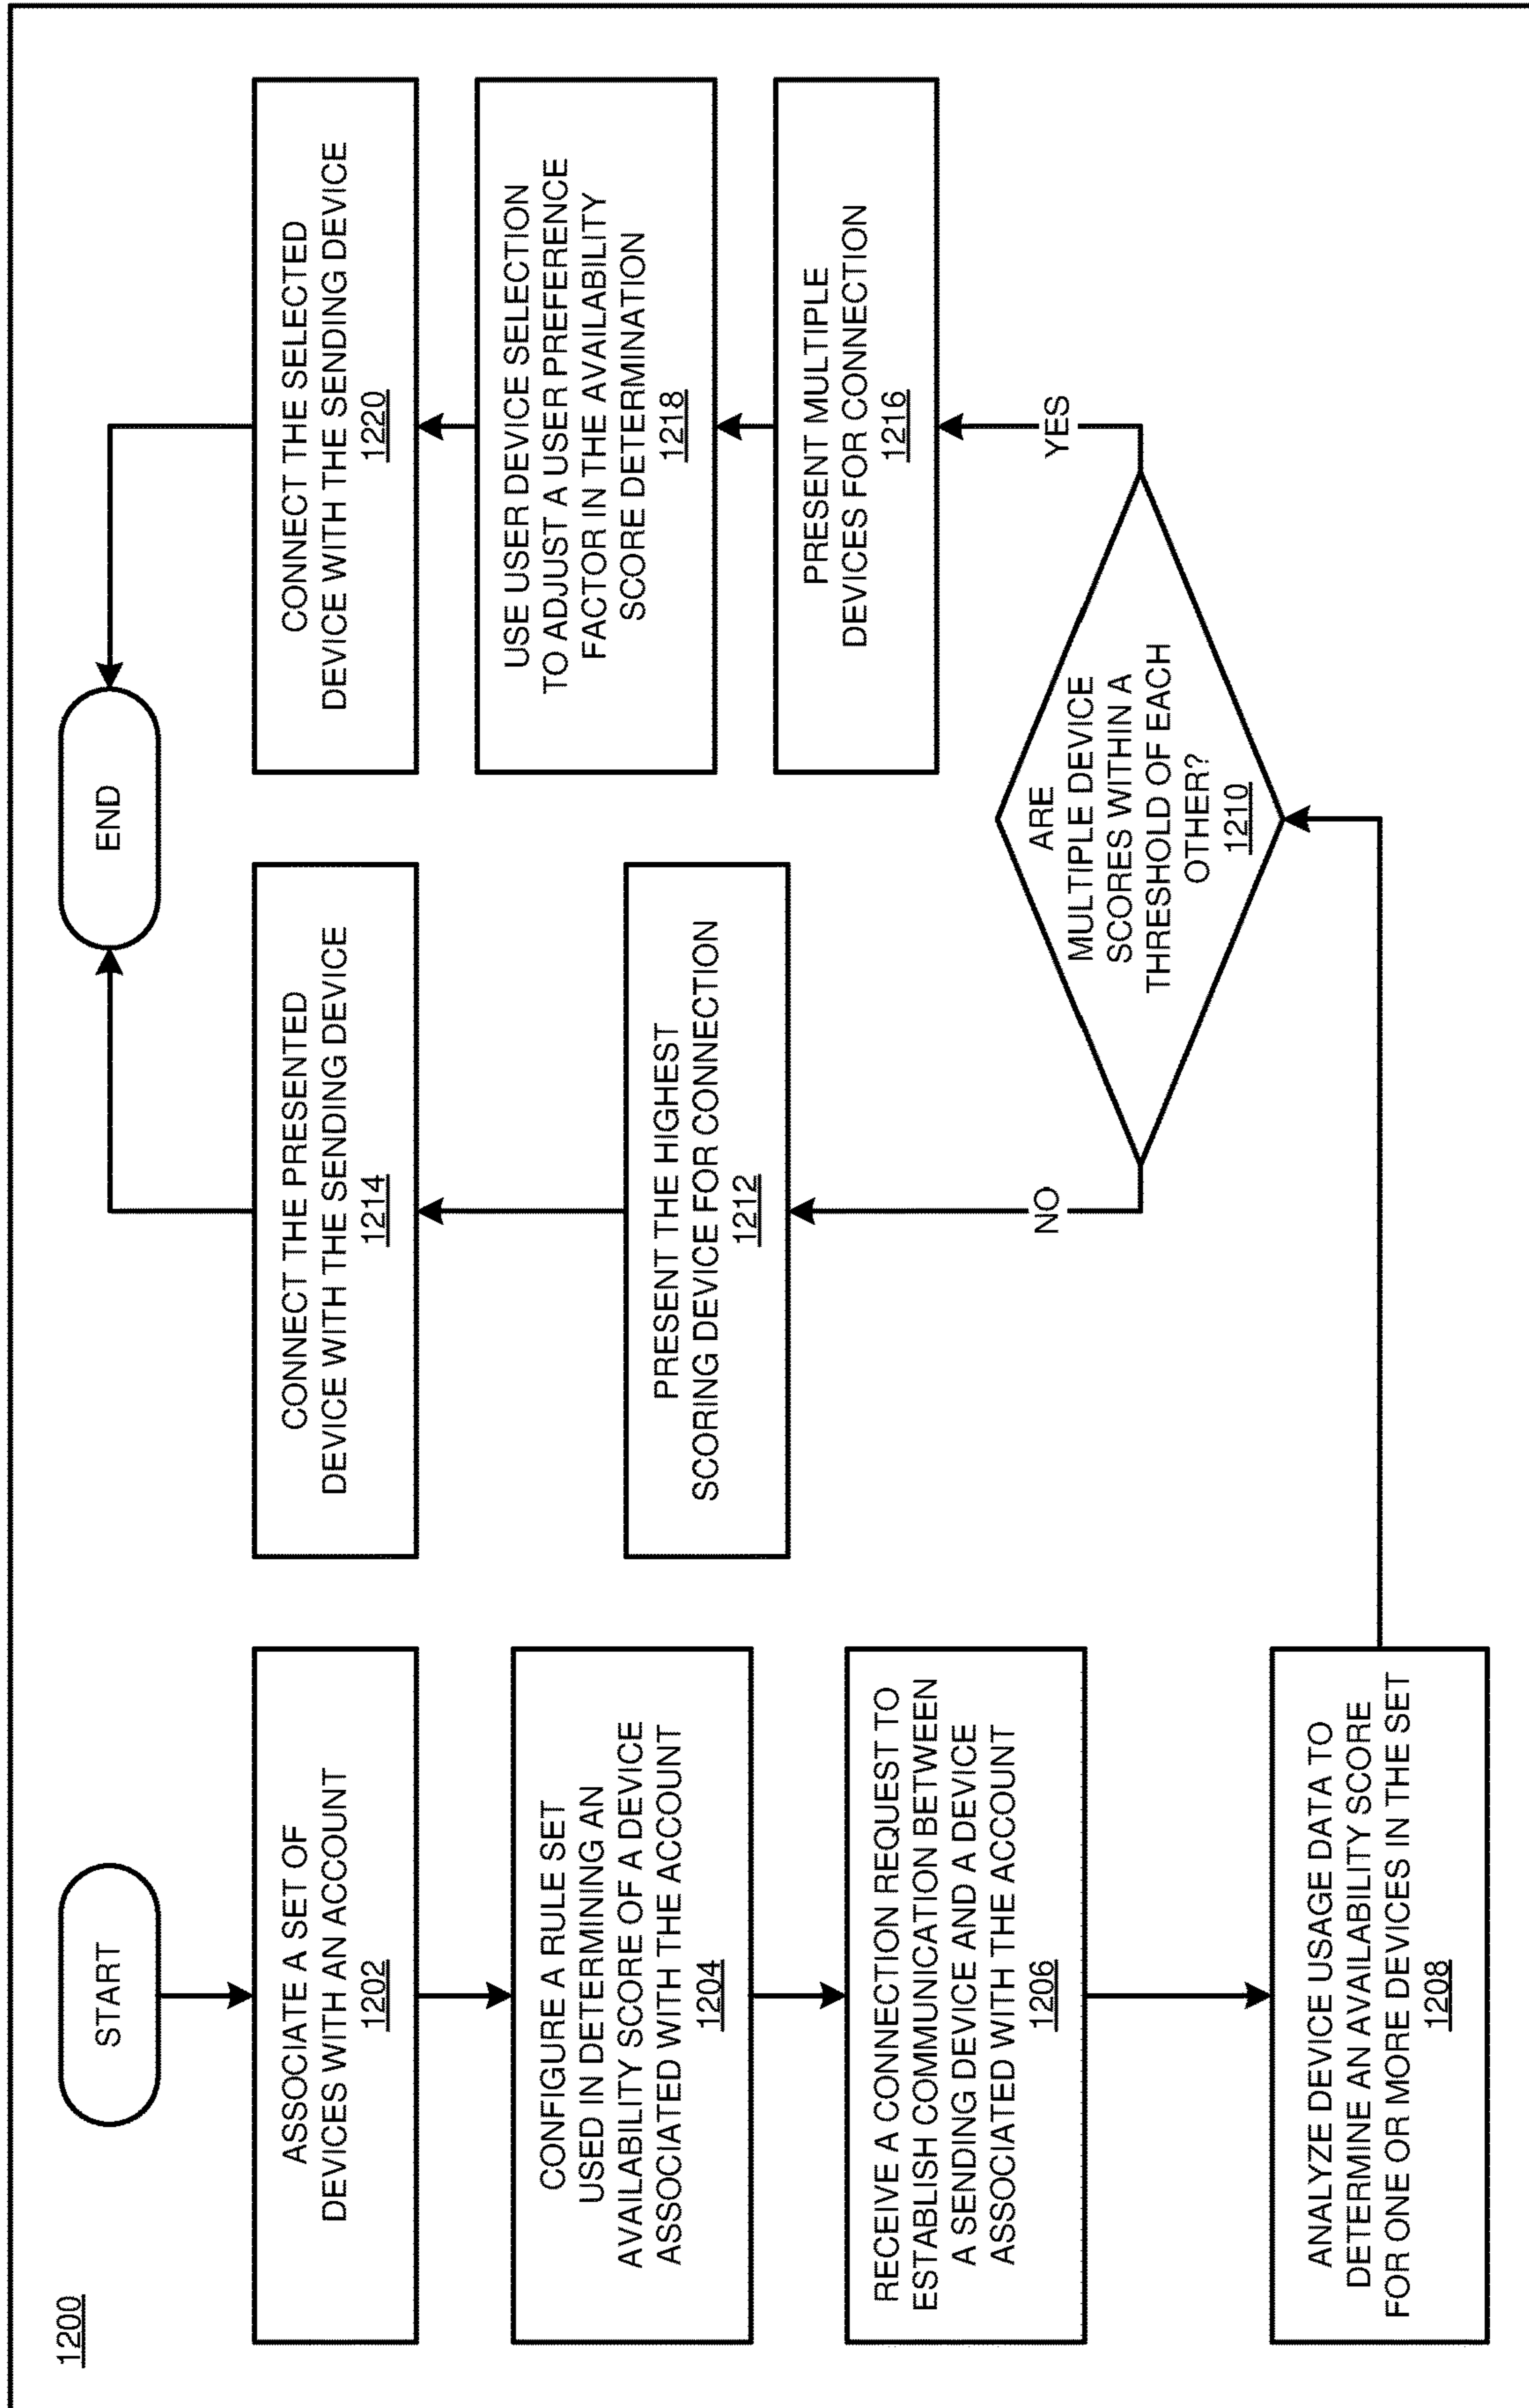 1200
START
ASSOCIATE A SET OF
DEVICES WITH AN ACCOUNT
1202
CONFIGURE A RULE SET
USED IN DETERMINING AN
AVAILABILITY SCORE OF A DEVICE
ASSOCIATED WITH THE ACCOUNT
1204
RECEIVE A CONNECTION REQUEST TO
ESTABLISH COMMUNICATION BETWEEN
A SENDING DEVICE AND A DEVICE
ASSOCIATED WITH THE ACCOUNT
1206
ANALYZE DEVICE USAGE DATA TO
DETERMINE AN AVAILABILITY SCORE
FOR ONE OR MORE DEVICES IN THE SET
1208
ARE
MULTIPLE DEVICE
SCORES WITHIN A
THRESHOLD OF EACH
OTHER?
1210
NO
PRESENT THE HIGHEST
SCORING DEVICE FOR CONNECTION
1212
CONNECT THE PRESENTED
DEVICE WITH THE SENDING DEVICE
1214
YES
PRESENT MULTIPLE
DEVICES FOR CONNECTION
1216
USE USER DEVICE SELECTION
TO ADJUST A USER PREFERENCE
FACTOR IN THE AVAILABILITY
SCORE DETERMINATION
1218
CONNECT THE SELECTED
DEVICE WITH THE SENDING DEVICE
1220
END